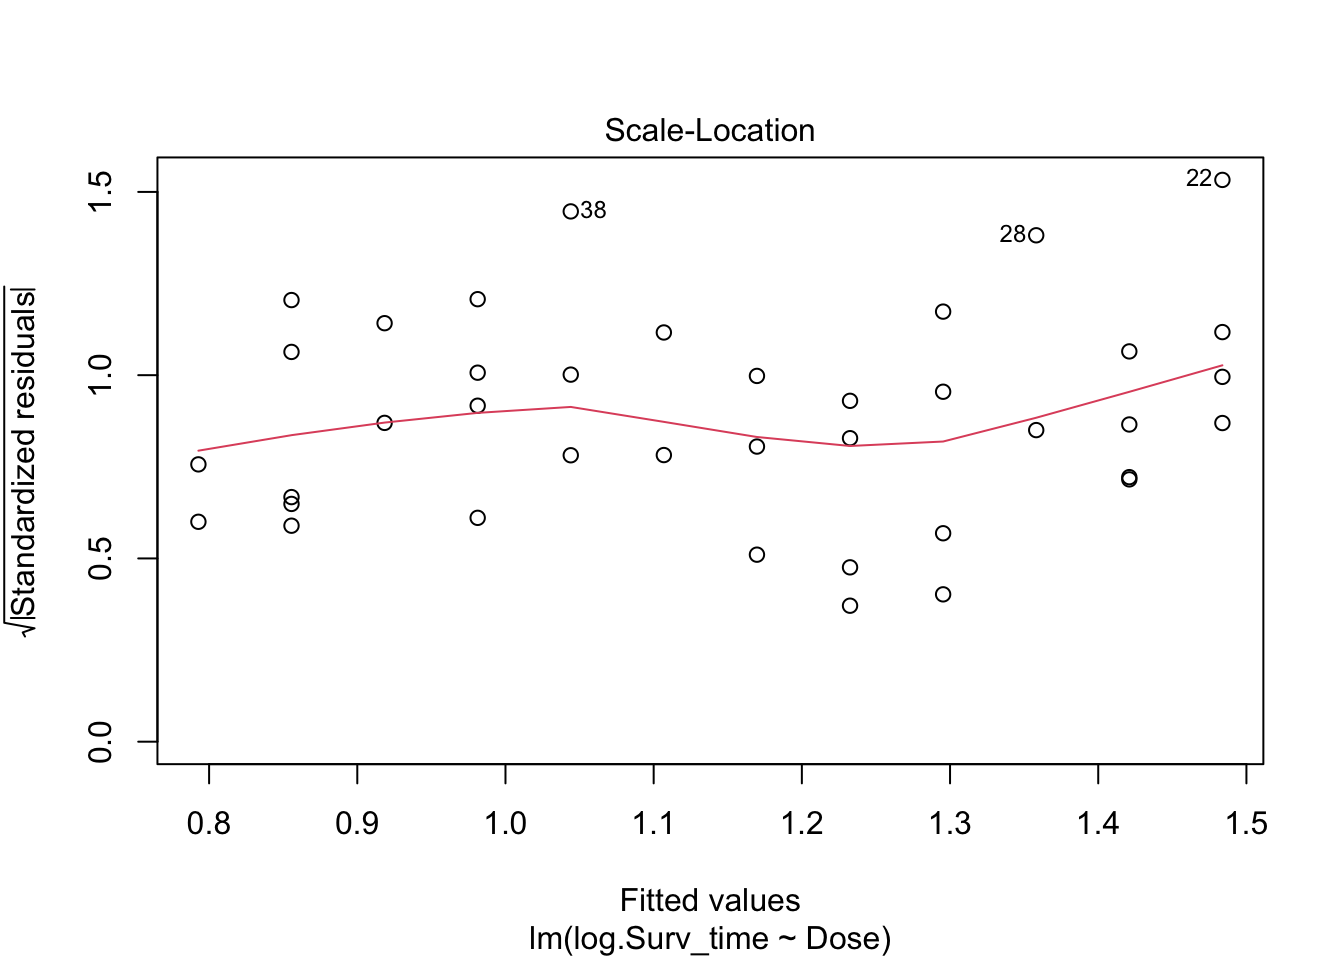 Scale-Location
√|Standardized residuals|
1.5
1.0
0.5
0.0
38
28
22
0.8 0.9 1.0 1.1 1.2 1.3 1.4 1.5
Fitted values
lm(log.Surv_time ~ Dose)